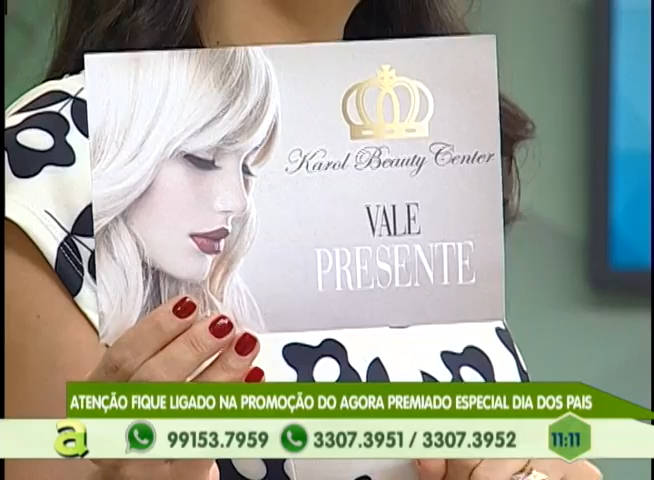 Karol Beauty Center
VALE
PRESENTE
ATENÇÃO FIQUE LIGADO NA PROMOÇÃO DO AGORA PREMIADO ESPECIAL DIA DOS PAIS
a 99153.7959 3307.3951 / 3307.3952 11:11